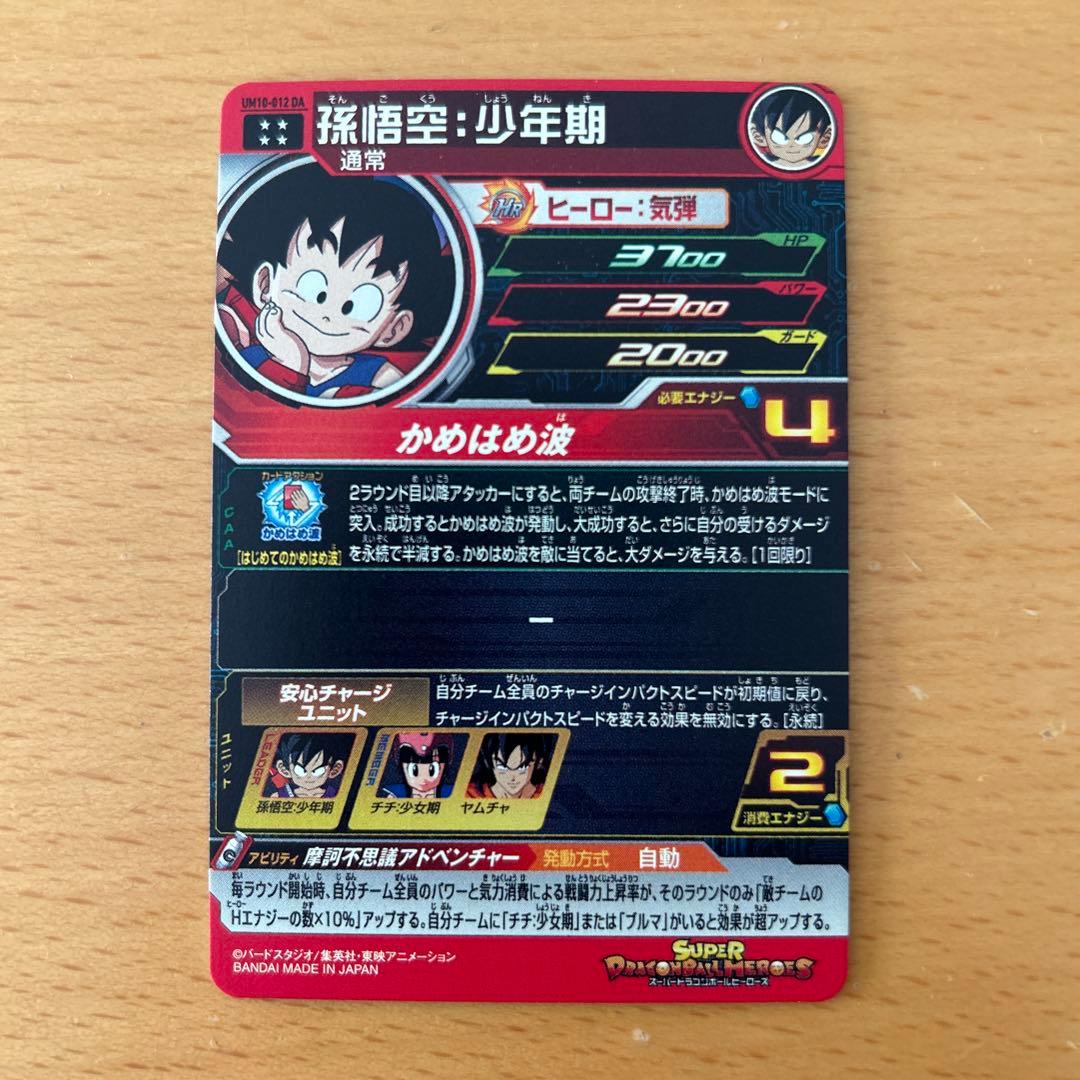 UM10-012 DA
孫悟空:少年期
通常
HR ヒーロー:気弾
HP
3700
パワー
2300
ガード
2000
必要エナジー 4
かめはめ波
CAA
カードアクション
かめはめ波
[はじめてのかめはめ波]
2ラウンド目以降アタッカーにすると、両チームの攻撃終了時、かめはめ波モードに
突入。成功するとかめはめ波が発動し、大成功すると、さらに自分の受けるダメージ
を永続で半減する。かめはめ波を敵に当てると、大ダメージを与える。[1回限り]
ー
ユニット
安心チャージ
ユニット
自分チーム全員のチャージインパクトスピードが初期値に戻り、
チャージインパクトスピードを変える効果を無効にする。[永続]
LEADER
孫悟空:少年期
MEMBER
チチ:少女期
ヤムチャ
2
消費エナジー
アビリティ 摩訶不思議アドベンチャー 発動方式 自動
毎ラウンド開始時、自分チーム全員のパワーと気力消費による戦闘力上昇率が、そのラウンドのみ「敵チームの
Hエナジーの数×10%」アップする。自分チームに「チチ:少女期」または「ブルマ」がいると効果が超アップする。
©バードスタジオ/集英社・東映アニメーション
BANDAI MADE IN JAPAN
SUPER
DRAGONBALL HEROES
スーパードラゴンボールヒーローズ